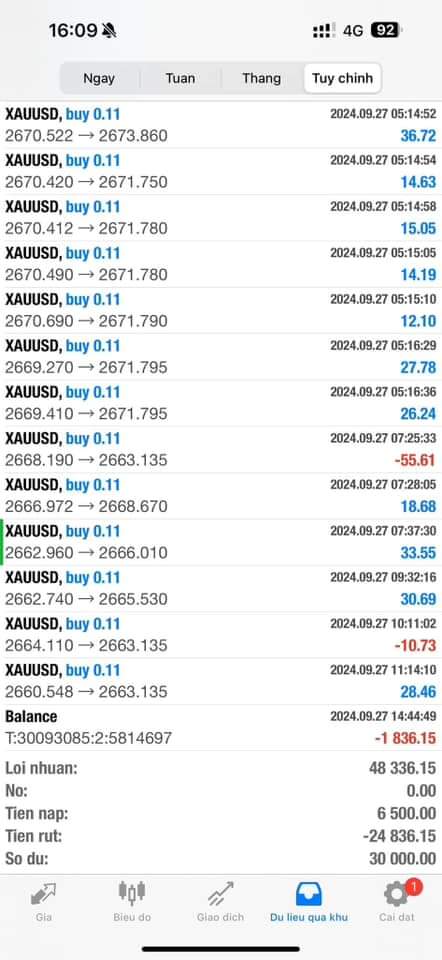 16:09 4G 92
Ngay Tuan Thang Tuy chinh
XAUUSD, buy 0.11 2024.09.27 05:14:52
2670.522 → 2673.860 36.72
XAUUSD, buy 0.11 2024.09.27 05:14:54
2670.420 → 2671.750 14.63
XAUUSD, buy 0.11 2024.09.27 05:14:58
2670.412 → 2671.780 15.05
XAUUSD, buy 0.11 2024.09.27 05:15:05
2670.490 → 2671.780 14.19
XAUUSD, buy 0.11 2024.09.27 05:15:10
2670.690 → 2671.790 12.10
XAUUSD, buy 0.11 2024.09.27 05:16:29
2669.270 → 2671.795 27.78
XAUUSD, buy 0.11 2024.09.27 05:16:36
2669.410 → 2671.795 26.24
XAUUSD, buy 0.11 2024.09.27 07:25:33
2668.190 → 2663.135 -55.61
XAUUSD, buy 0.11 2024.09.27 07:28:05
2666.972 → 2668.670 18.68
XAUUSD, buy 0.11 2024.09.27 07:37:30
2662.960 → 2666.010 33.55
XAUUSD, buy 0.11 2024.09.27 09:32:16
2662.740 → 2665.530 30.69
XAUUSD, buy 0.11 2024.09.27 10:11:02
2664.110 → 2663.135 -10.73
XAUUSD, buy 0.11 2024.09.27 11:14:10
2660.548 → 2663.135 28.46
Balance 2024.09.27 14:44:49
T:30093085:2:5814697 -1 836.15
Loi nhuan: 48 336.15
No: 0.00
Tien nap: 6 500.00
Tien rut: -24 836.15
So du: 30 000.00
1
Gia Bieu do Giao dich Du lieu qua khu Cai dat